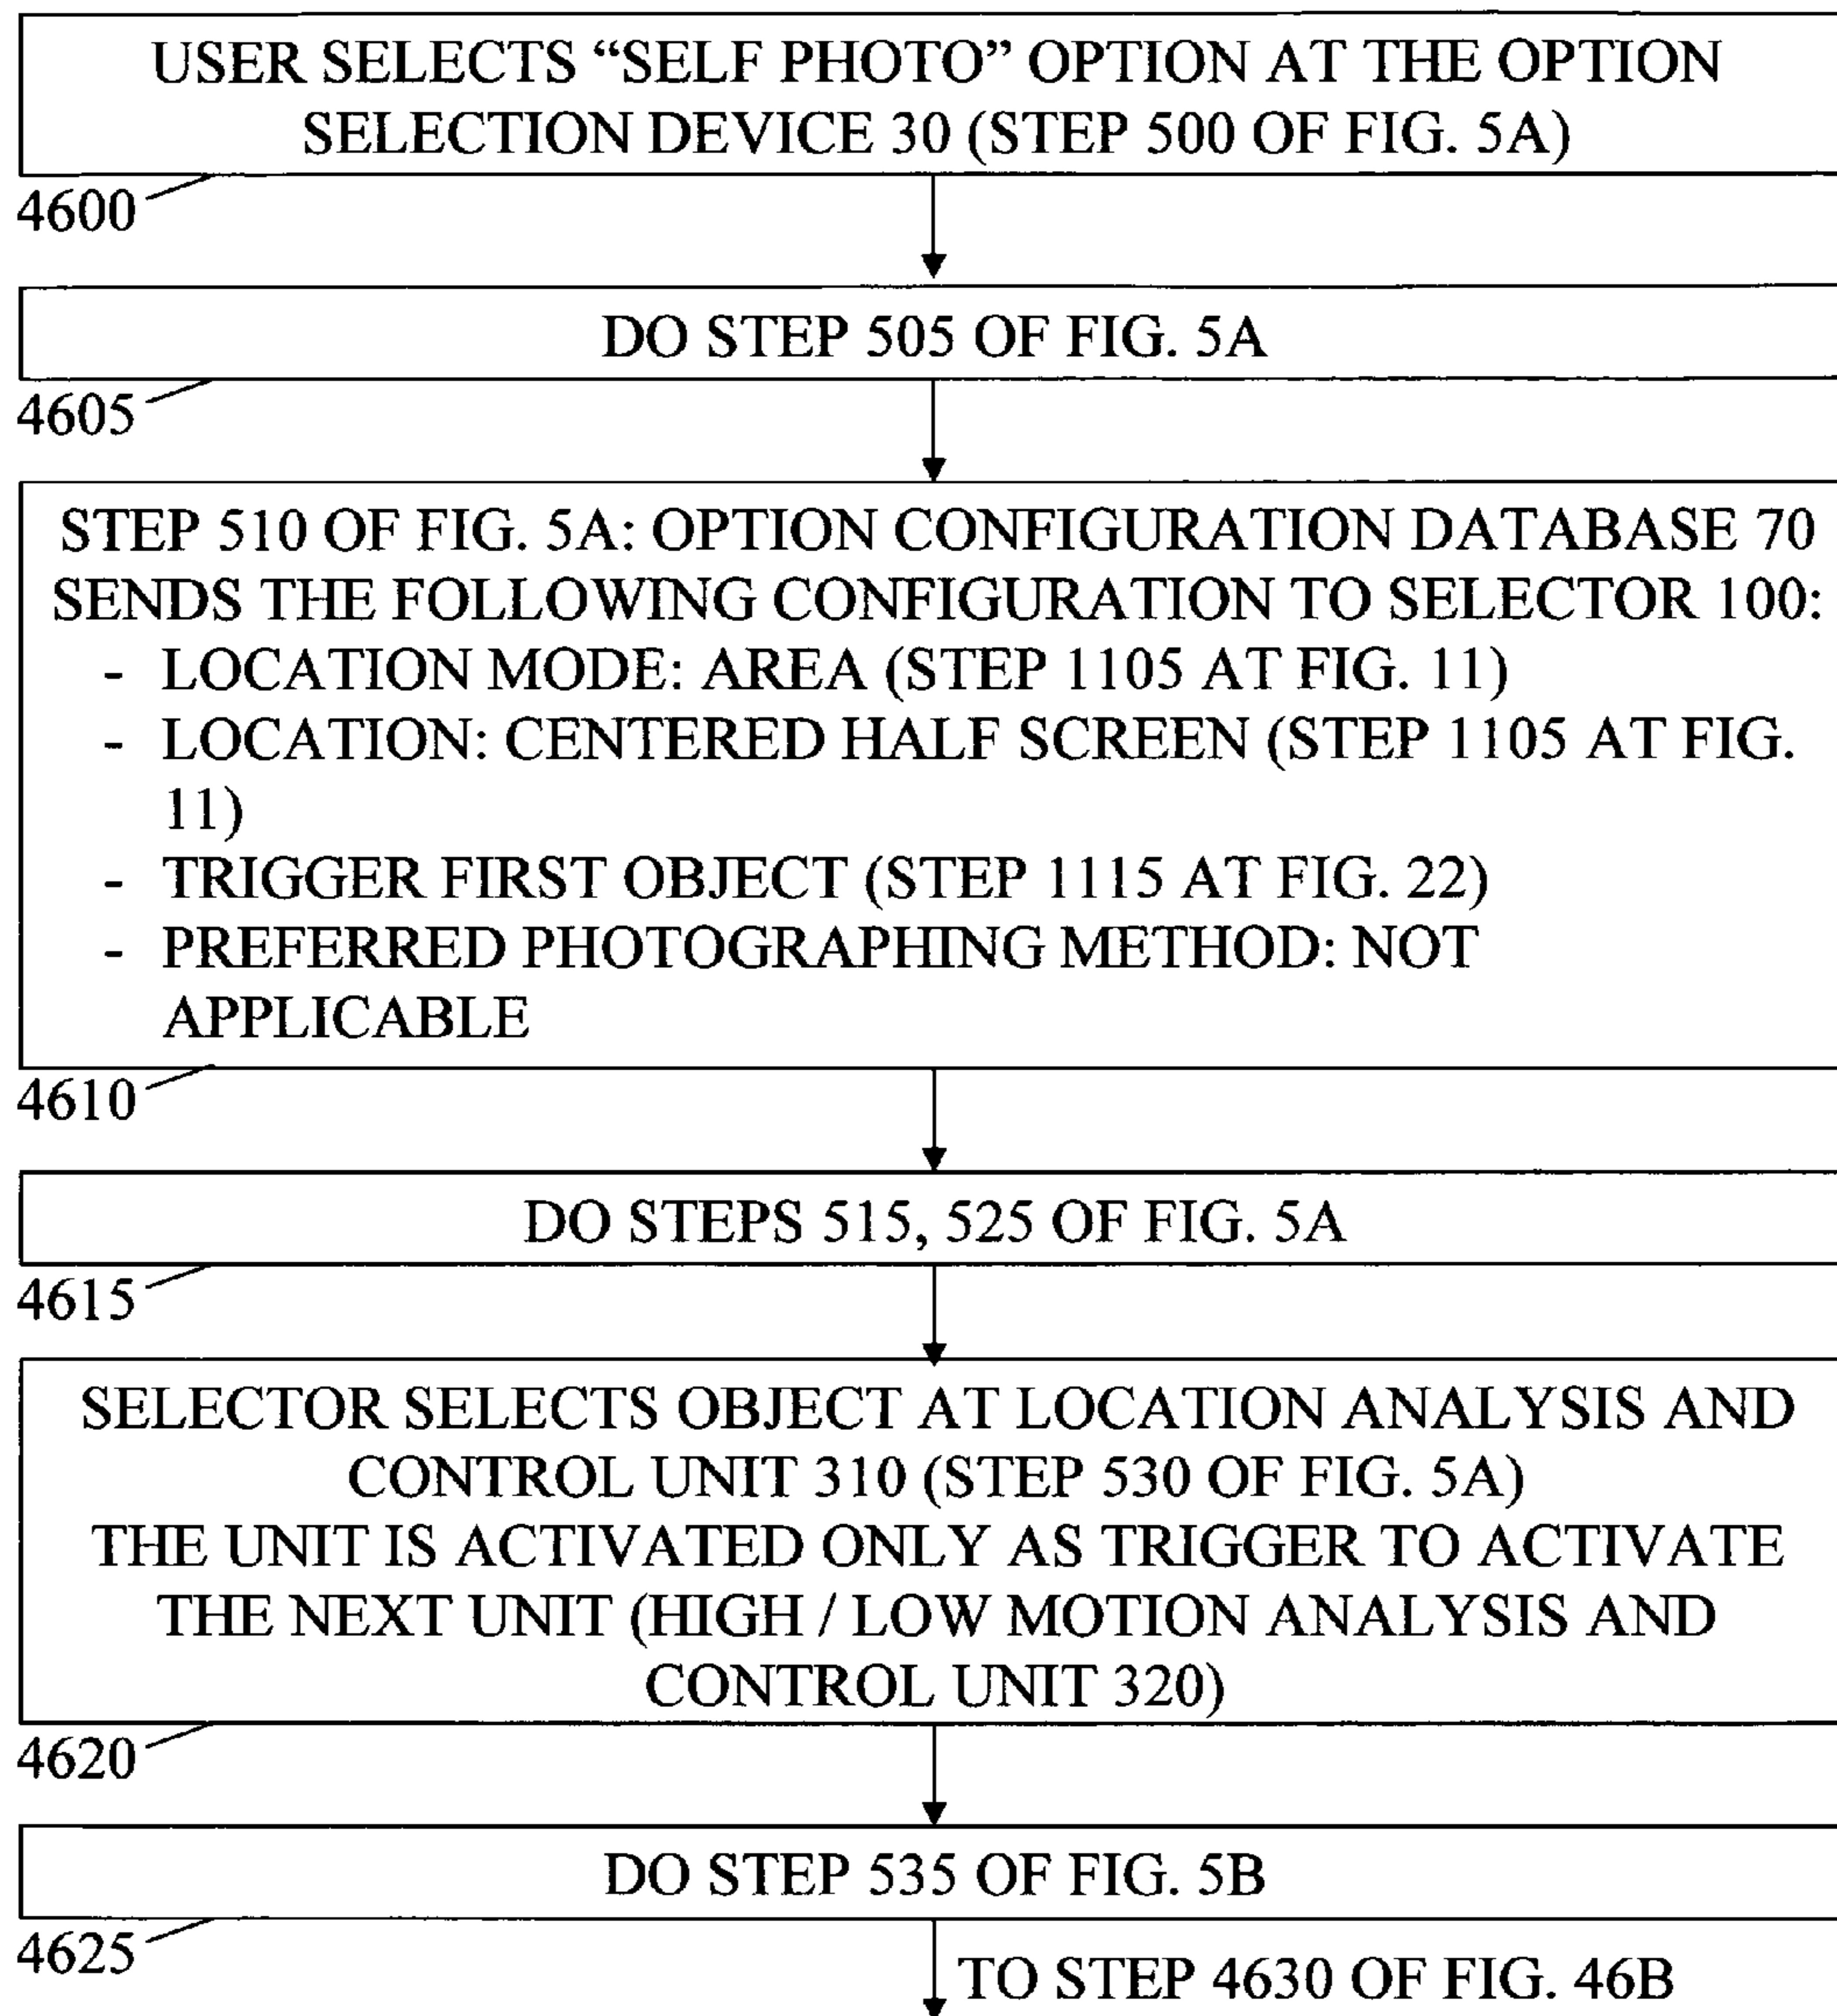 USER SELECTS “SELF PHOTO” OPTION AT THE OPTION
SELECTION DEVICE 30 (STEP 500 OF FIG. 5A)
4600
DO STEP 505 OF FIG. 5A
4605
STEP 510 OF FIG. 5A: OPTION CONFIGURATION DATABASE 70
SENDS THE FOLLOWING CONFIGURATION TO SELECTOR 100:
- LOCATION MODE: AREA (STEP 1105 AT FIG. 11)
- LOCATION: CENTERED HALF SCREEN (STEP 1105 AT FIG.
11)
- TRIGGER FIRST OBJECT (STEP 1115 AT FIG. 22)
- PREFERRED PHOTOGRAPHING METHOD: NOT
APPLICABLE
4610
DO STEPS 515, 525 OF FIG. 5A
4615
SELECTOR SELECTS OBJECT AT LOCATION ANALYSIS AND
CONTROL UNIT 310 (STEP 530 OF FIG. 5A)
THE UNIT IS ACTIVATED ONLY AS TRIGGER TO ACTIVATE
THE NEXT UNIT (HIGH / LOW MOTION ANALYSIS AND
CONTROL UNIT 320)
4620
DO STEP 535 OF FIG. 5B
4625
TO STEP 4630 OF FIG. 46B